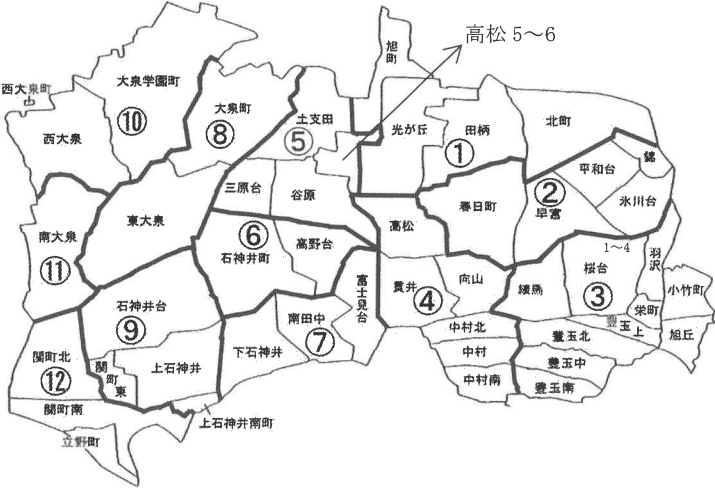 高松 5～6
旭町
大泉学園町
西大泉町
⑩
大泉町
⑧
土支田
⑤
光が丘
田柄
①
北町
西大泉
平和台
錦
②
早宮
氷川台
三原台
谷原
春日町
東大泉
高松
南大泉
⑪
⑥
石神井町
高野台
1～4
羽沢
富士見台
貫井
④
向山
練馬
桜台
③
小竹町
石神井台
⑨
南田中
⑦
栄町
豊玉上
旭丘
中村北
豊玉北
関町北
⑫
関町東
上石神井
下石神井
中村
豊玉中
中村南
豊玉南
関町南
上石神井南町
立野町